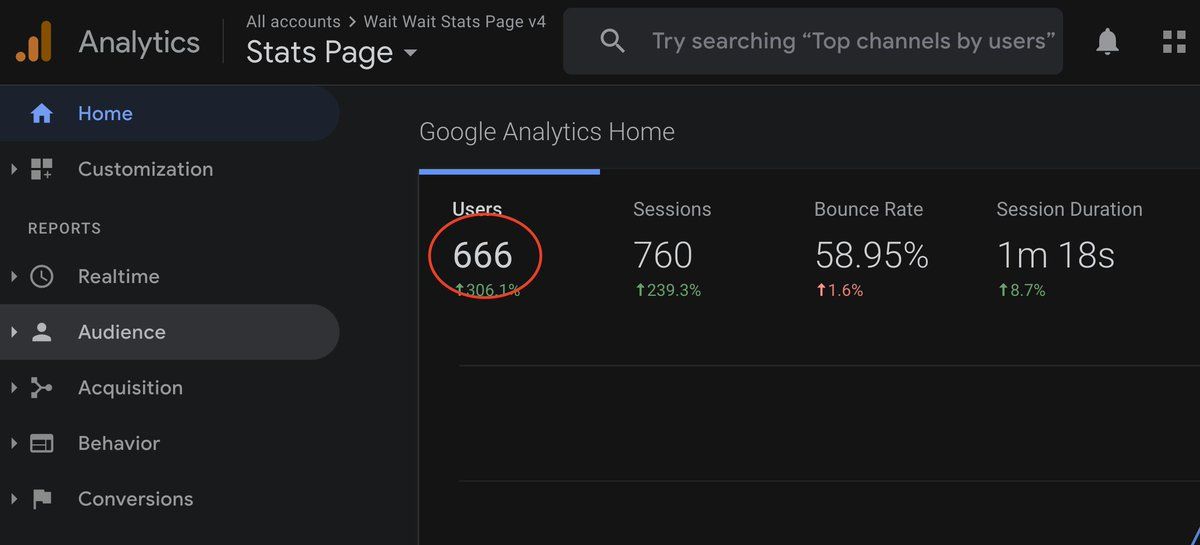 Analytics
All accounts > Wait Wait Stats Page v4
Stats Page
Try searching “Top channels by users”
Home
Customization
REPORTS
Realtime
Audience
Acquisition
Behavior
Conversions
Google Analytics Home
Users
666
↑306.1%
Sessions
760
↑239.3%
Bounce Rate
58.95%
↑1.6%
Session Duration
1m 18s
↑8.7%